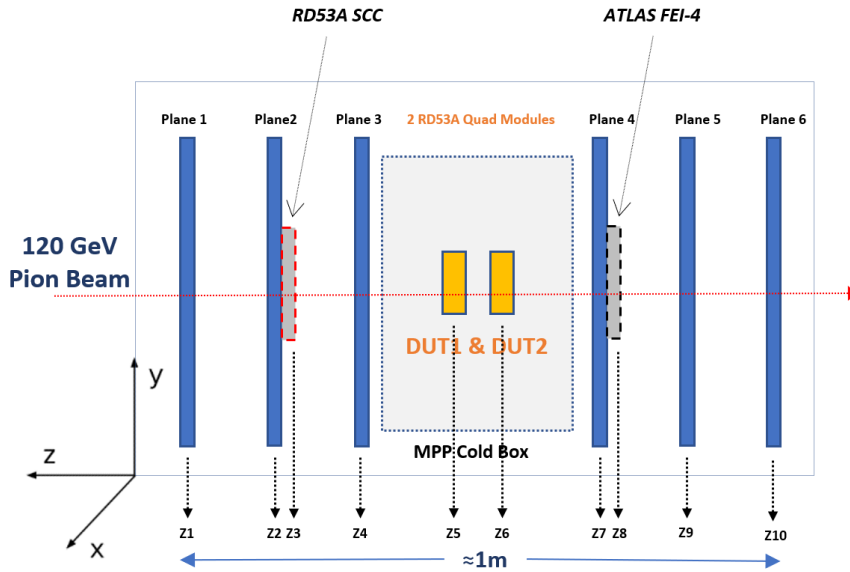 RD53A SCC
ATLAS FEI-4
Plane 1
Plane2
Plane 3
2 RD53A Quad Modules
Plane 4
Plane 5
Plane 6
120 GeV
Pion Beam
DUT1 & DUT2
y
z
x
MPP Cold Box
Z1
Z2
Z3
Z4
Z5
Z6
Z7
Z8
Z9
Z10
≈1m